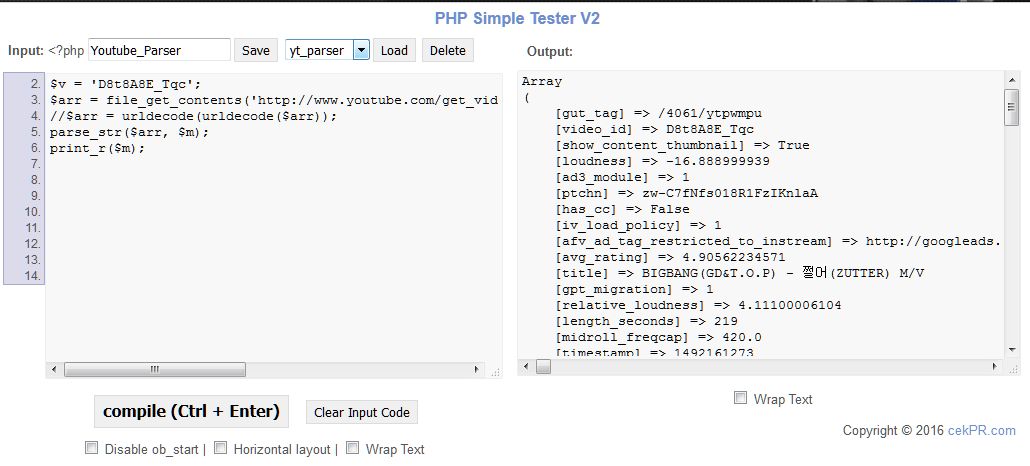 PHP Simple Tester V2
Input: <?php Youtube_Parser Save yt_parser Load Delete
2. $v = 'D8t8A8E_Tqc';
3. $arr = file_get_contents('http://www.youtube.com/get_vid
4. //$arr = urldecode(urldecode($arr));
5. parse_str($arr, $m);
6. print_r($m);
7.
8.
9.
10.
11.
12.
13.
14.
compile (Ctrl + Enter) Clear Input Code
Disable ob_start | Horizontal layout | Wrap Text
Output:
Array
(
[gut_tag] => /4061/ytpwmpu
[video_id] => D8t8A8E_Tqc
[show_content_thumbnail] => True
[loudness] => -16.888999939
[ad3_module] => 1
[ptchn] => zw-C7fNfs018R1FzIKnlaA
[has_cc] => False
[iv_load_policy] => 1
[afv_ad_tag_restricted_to_instream] => http://googleads.
[avg_rating] => 4.90562234571
[title] => BIGBANG(GD&T.O.P) - 쩔어(ZUTTER) M/V
[gpt_migration] => 1
[relative_loudness] => 4.11100006104
[length_seconds] => 219
[midroll_freqcap] => 420.0
[timestamp] => 1492161273
Wrap Text
Copyright © 2016 cekPR.com